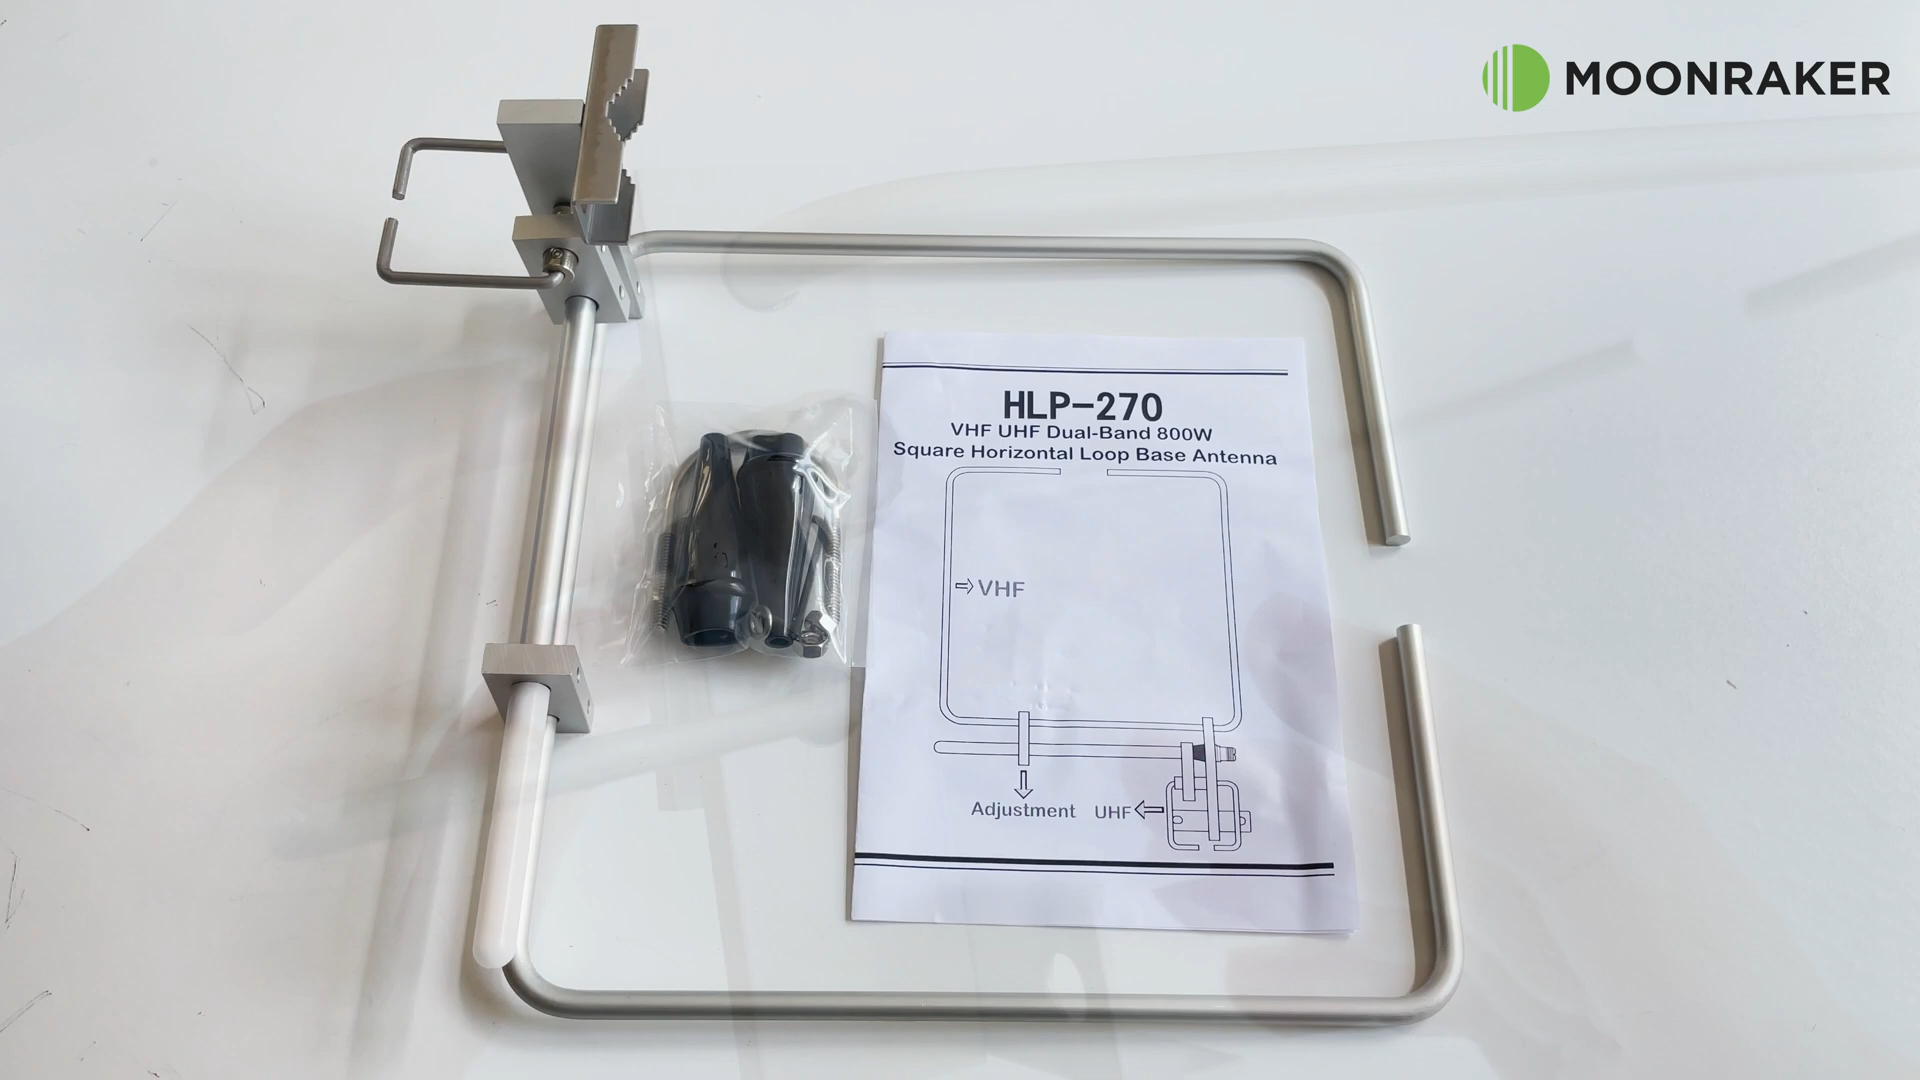 MOONRAKER
HLP-270
VHF UHF Dual-Band 800W
Square Horizontal Loop Base Antenna
VHF
Adjustment
UHF